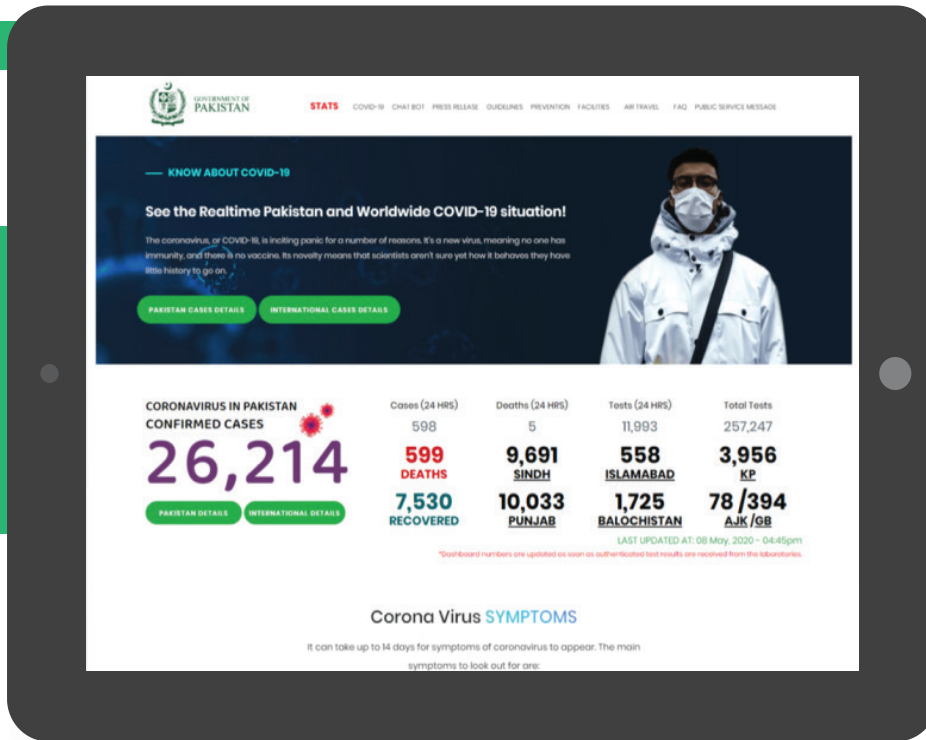 GOVERNMENT OF
PAKISTAN
STATS COVID-19 CHAT BOT PRESS RELEASE GUIDELINES PREVENTION FACILITIES AIR TRAVEL FAQ PUBLIC SERVICE MESSAGE
KNOW ABOUT COVID-19
See the Realtime Pakistan and Worldwide COVID-19 situation!
The coronavirus, or COVID-19, is inciting panic for a number of reasons. It's a new virus, meaning no one has
immunity, and there is no vaccine. Its novelty means that scientists aren't sure yet how it behaves they have
little history to go on.
PAKISTAN CASES DETAILS INTERNATIONAL CASES DETAILS
CORONAVIRUS IN PAKISTAN
CONFIRMED CASES
26,214
PAKISTAN DETAILS INTERNATIONAL DETAILS
Cases (24 HRS) Deaths (24 HRS) Tests (24 HRS) Total Tests
598 5 11,993 257,247
599 9,691 558 3,956
DEATHS SINDH ISLAMABAD KP
7,530 10,033 1,725 78 /394
RECOVERED PUNJAB BALOCHISTAN AJK /GB
LAST UPDATED AT: 08 May, 2020 - 04:45pm
*Dashboard numbers are updated as soon as authenticated test results are received from the laboratories.
Corona Virus SYMPTOMS
It can take up to 14 days for symptoms of coronavirus to appear. The main
symptoms to look out for are: